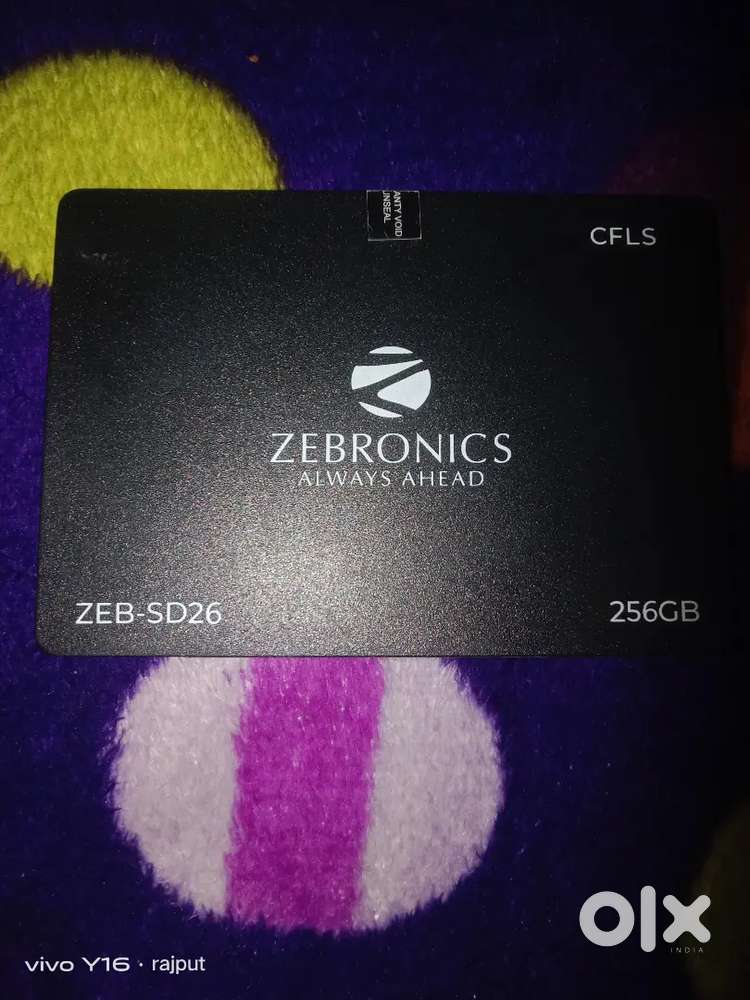 ANTY VOID
UNSEAL
CFLS
ZEBRONICS
ALWAYS AHEAD
ZEB-SD26
256GB
olx
INDIA
vivo Y16 · rajput